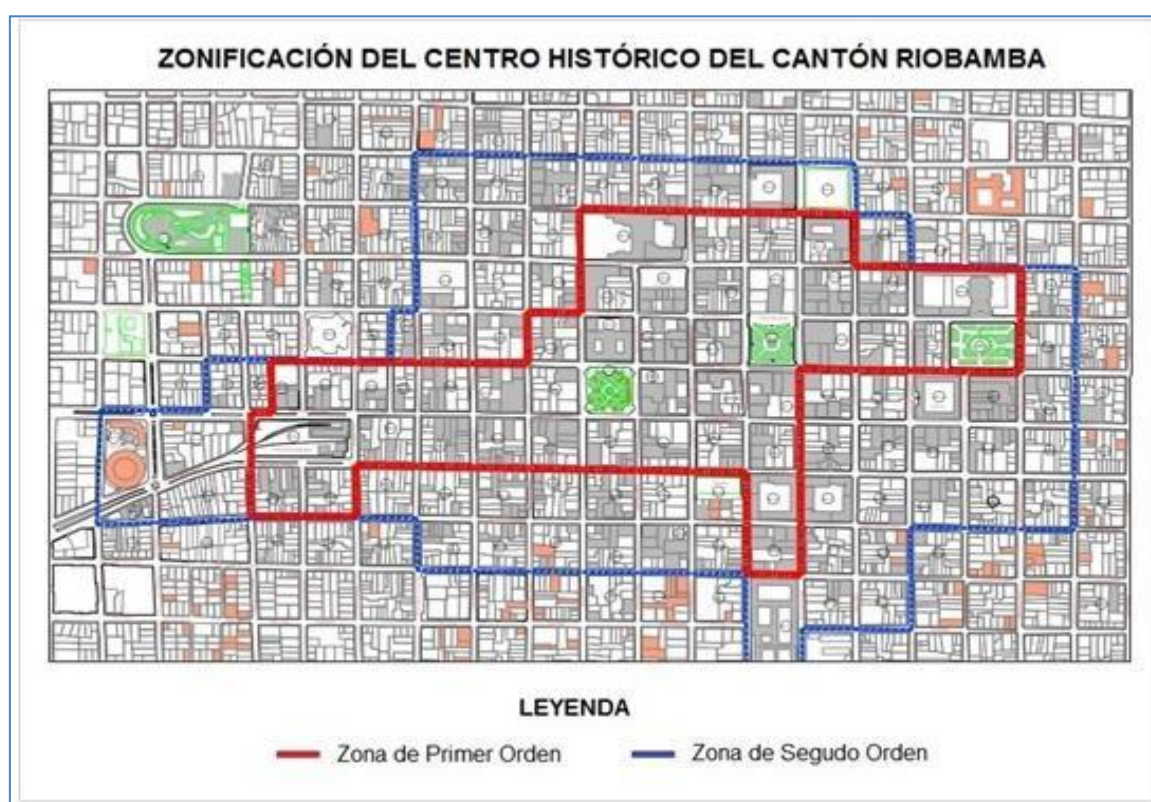 ZONIFICACIÓN DEL CENTRO HISTÓRICO DEL CANTÓN RIOBAMBA
LEYENDA
Zona de Primer Orden
Zona de Segudo Orden